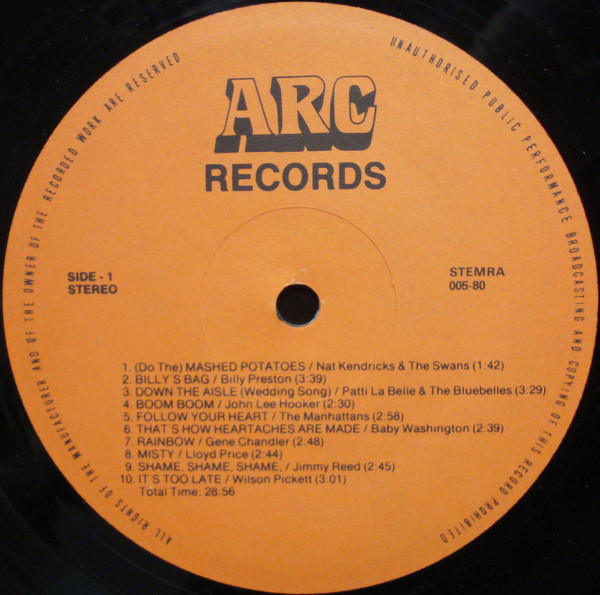 ARC
RECORDS
SIDE - 1
STEREO
STEMRA
005-80
1. (Do The) MASHED POTATOES / Nat Kendricks & The Swans (1:42)
2. BILLY'S BAG / Billy Preston (3:39)
3. DOWN THE AISLE (Wedding Song) / Patti La Belle & The Bluebelles (3:29)
4. BOOM BOOM / John Lee Hooker (2:30)
5. FOLLOW YOUR HEART / The Manhattans (2:58)
6. THAT'S HOW HEARTACHES ARE MADE / Baby Washington (2:39)
7. RAINBOW / Gene Chandler (2:48)
8. MISTY / Lloyd Price (2:44)
9. SHAME, SHAME, SHAME, / Jimmy Reed (2:45)
10. IT'S TOO LATE / Wilson Pickett (3:01)
Total Time: 28:56
ALL RIGHTS OF THE MANUFACTURER AND OF THE OWNER OF THE RECORDED WORK ARE RESERVED
UNAUTHORISED PUBLIC PERFORMANCE BROADCASTING AND COPYING OF THIS RECORD PROHIBITED